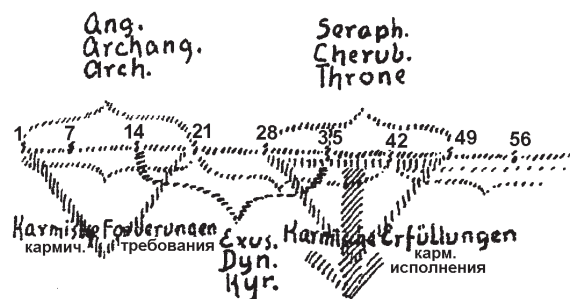 Ang.
Archang.
Arch.
Seraph.
Cherub.
Throne
1 7 14 21 28 35 42 49 56
Karmische Forderungen
кармич. требования
Exus.
Dyn.
Kyr.
Karmische Erfüllungen
карм.
исполнения